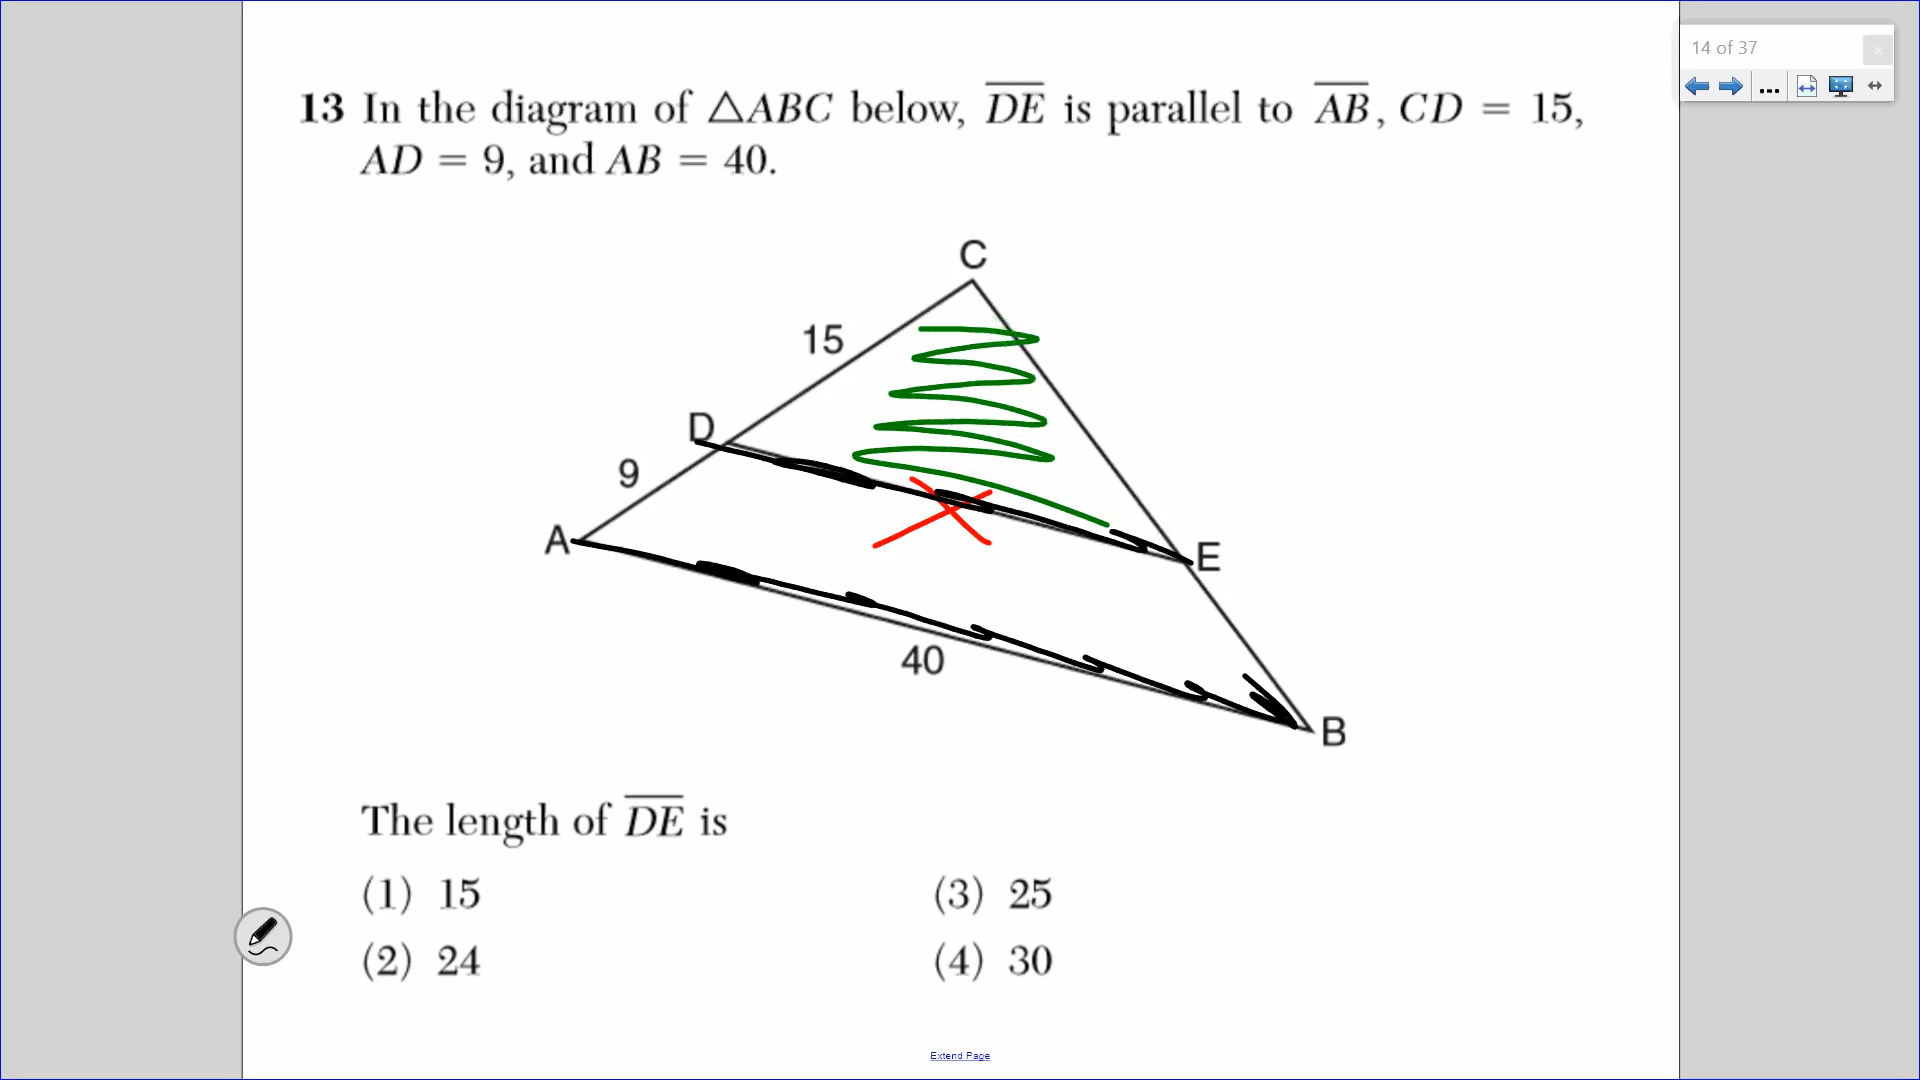 14 of 37
13 In the diagram of △ABC below, DE is parallel to AB, CD = 15,
AD = 9, and AB = 40.
C
15
D
9
A
E
40
B
The length of DE is
(1) 15 (3) 25
(2) 24 (4) 30
Extend Page